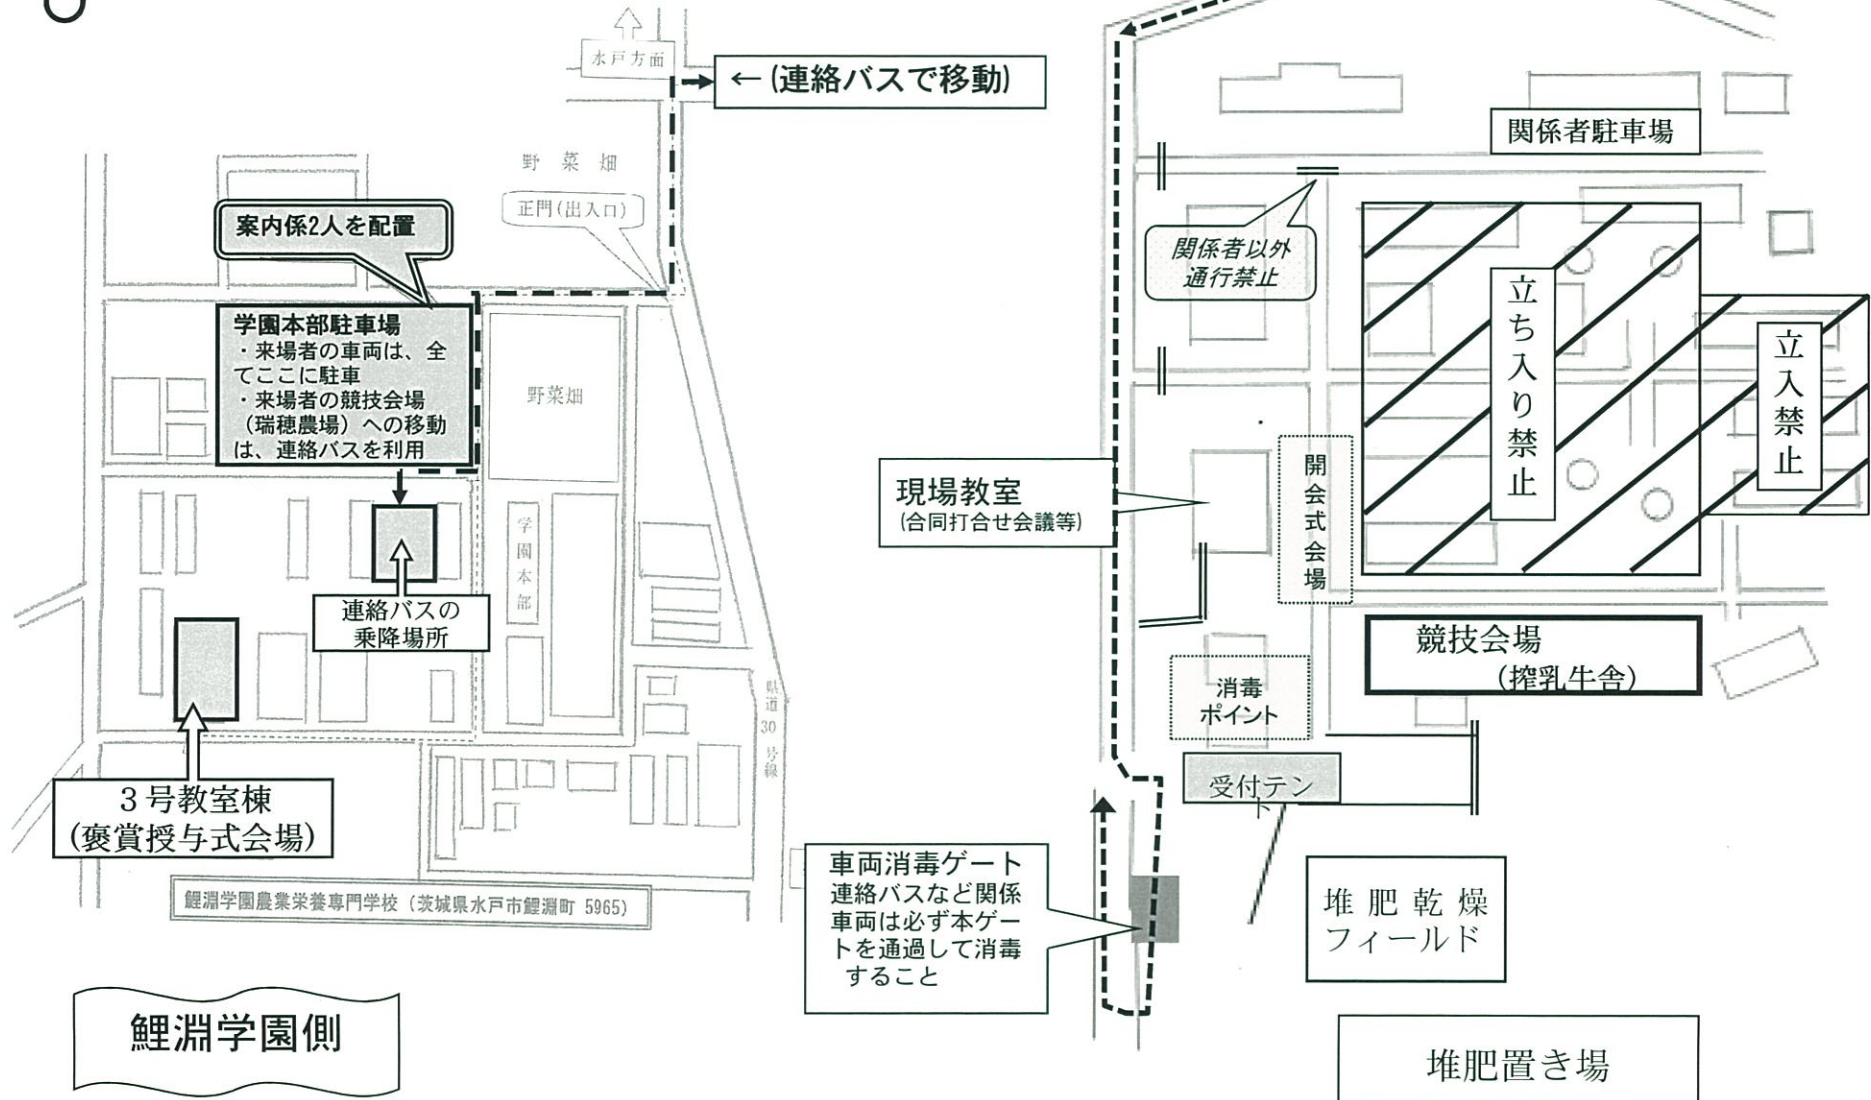 水戸方面
←(連絡バスで移動)
野菜畑
正門(出入口)
案内係2人を配置
学園本部駐車場
・来場者の車両は、全
てここに駐車
・来場者の競技会場
(瑞穂農場)への移動
は、連絡バスを利用
野菜畑
学園本部
連絡バスの
乗降場所
県道30号線
3号教室棟
(褒賞授与式会場)
鯉淵学園農業栄養専門学校(茨城県水戸市鯉淵町 5965)
鯉淵学園側
関係者駐車場
関係者以外
通行禁止
立ち入り禁止
立入禁止
現場教室
(合同打合せ会議等)
開会式会場
競技会場
(搾乳牛舎)
消毒
ポイント
受付テン
ト
車両消毒ゲート
連絡バスなど関係
車両は必ず本ゲー
トを通過して消毒
すること
堆肥乾燥
フィールド
堆肥置き場